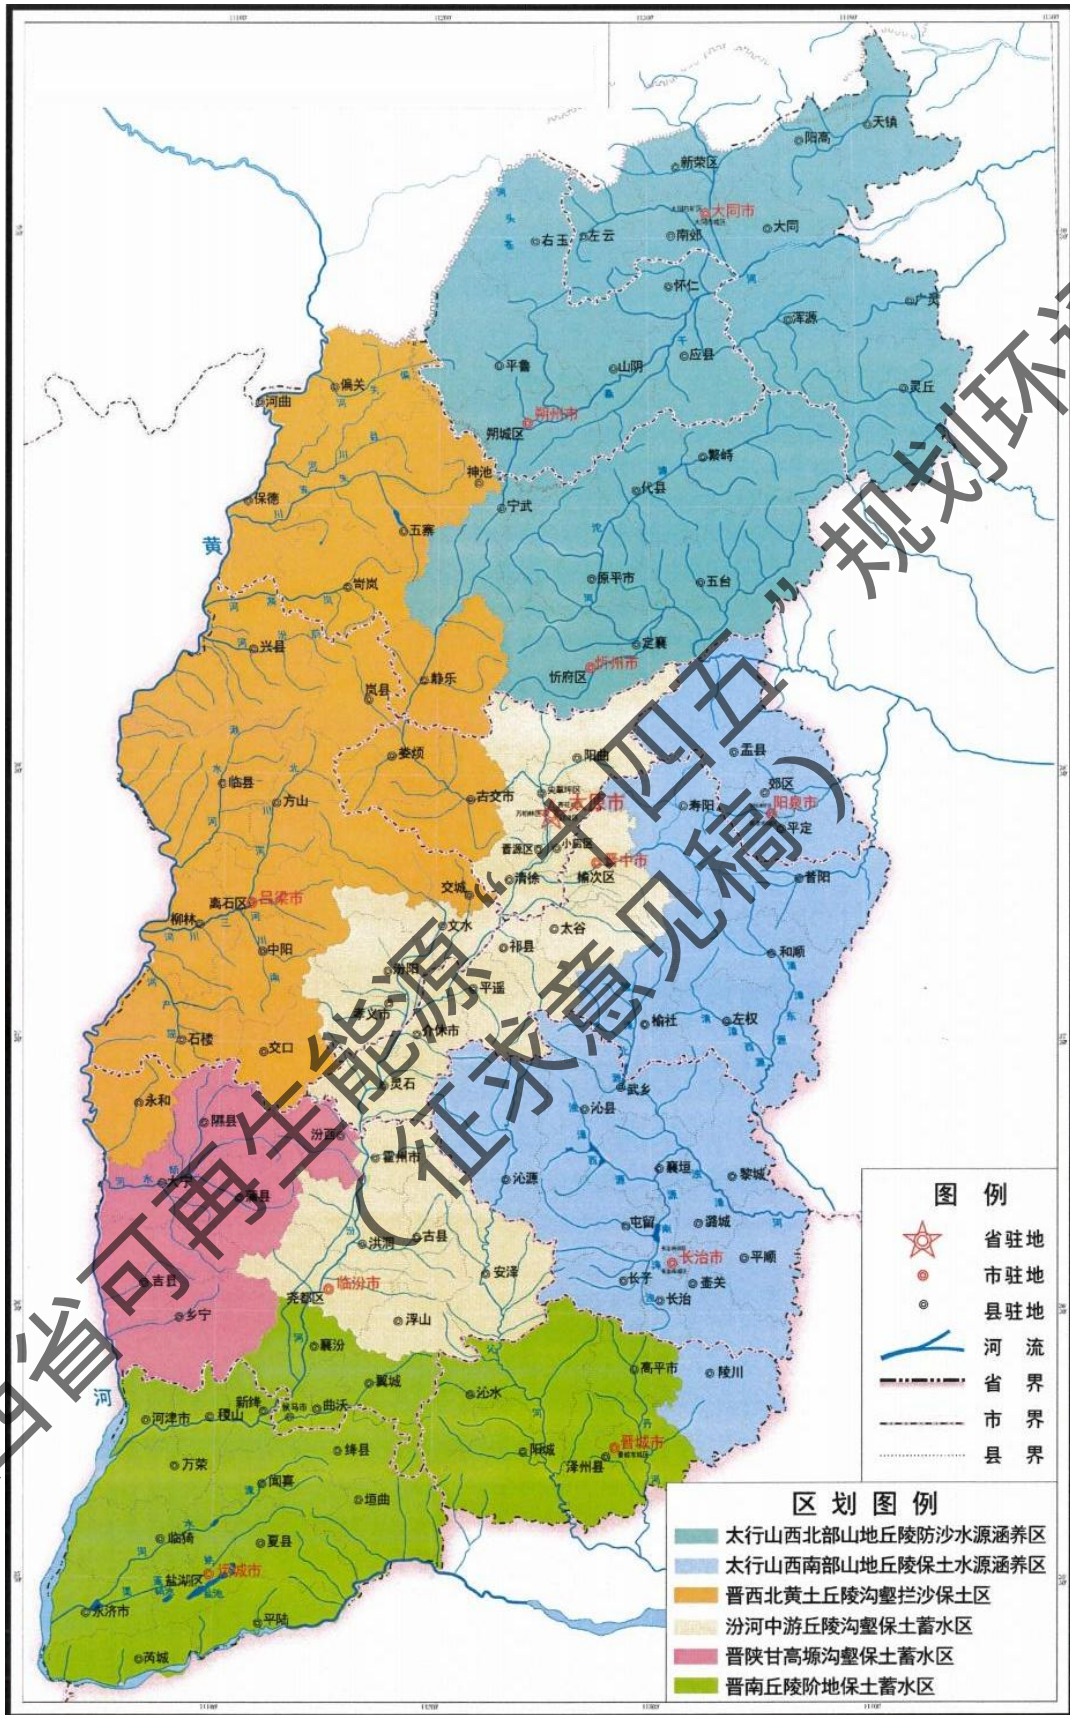 天镇
阳高
新荣区
大同市
右玉
左云
南郊
大同
怀仁
广灵
浑源
应县
平鲁
山阴
灵丘
偏关
河曲
朔州市
朔城区
繁峙
神池
代县
保德
宁武
五寨
黄
原平市
五台
岢岚
定襄
兴县
忻州市
忻府区
静乐
岚县
盂县
娄烦
阳曲
临县
郊区
方山
古交市
尖草坪区
太原市
寿阳
阳泉市
万柏林区
平定
晋源区
小店区
晋中市
清徐
榆次区
昔阳
交城
离石区
吕梁市
柳林
文水
太谷
中阳
祁县
和顺
汾阳
平遥
孝义市
榆社
左权
石楼
介休市
交口
灵石
武乡
永和
沁县
隰县
汾西
霍州市
襄垣
黎城
大宁
沁源
蒲县
屯留
潞城
洪洞
古县
长治市
平顺
吉县
安泽
长子
壶关
临汾市
尧都区
长治
乡宁
浮山
襄汾
高平市
陵川
翼城
沁水
河
新绛
侯马市
曲沃
河津市
稷山
晋城市
绛县
阳城
泽州县
万荣
闻喜
垣曲
临猗
夏县
盐湖区
运城市
盐池
永济市
平陆
芮城
图 例
省驻地
市驻地
县驻地
河 流
省 界
市 界
县 界
区划图例
太行山西北部山地丘陵防沙水源涵养区
太行山西南部山地丘陵保土水源涵养区
晋西北黄土丘陵沟壑拦沙保土区
汾河中游丘陵沟壑保土蓄水区
晋陕甘高塬沟壑保土蓄水区
晋南丘陵阶地保土蓄水区
西省可再生能源“十四五”规划环评
（征求意见稿）